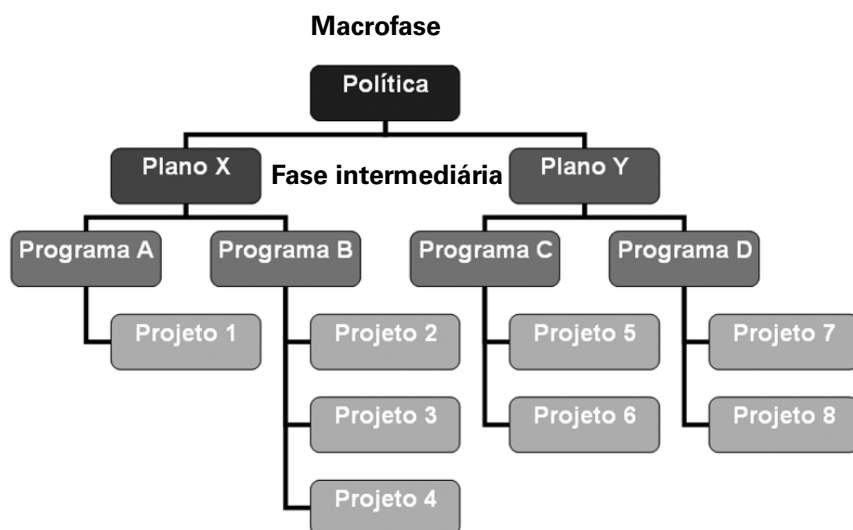 Macrofase
Política
Plano X
Fase intermediária
Plano Y
Programa A
Programa B
Programa C
Programa D
Projeto 1
Projeto 2
Projeto 5
Projeto 7
Projeto 3
Projeto 6
Projeto 8
Projeto 4